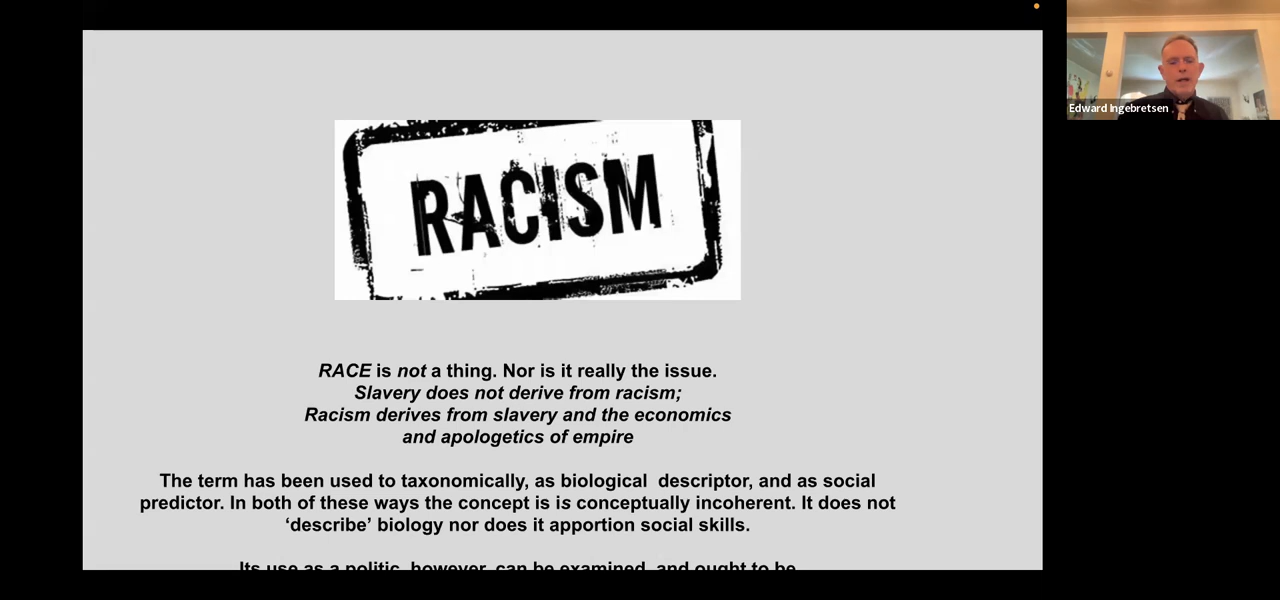 Edward Ingebretsen
RACISM
RACE is not a thing. Nor is it really the issue.
Slavery does not derive from racism;
Racism derives from slavery and the economics
and apologetics of empire
The term has been used to taxonomically, as biological descriptor, and as social
predictor. In both of these ways the concept is is conceptually incoherent. It does not
‘describe’ biology nor does it apportion social skills.
Its use as a politic, however, can be examined, and ought to be